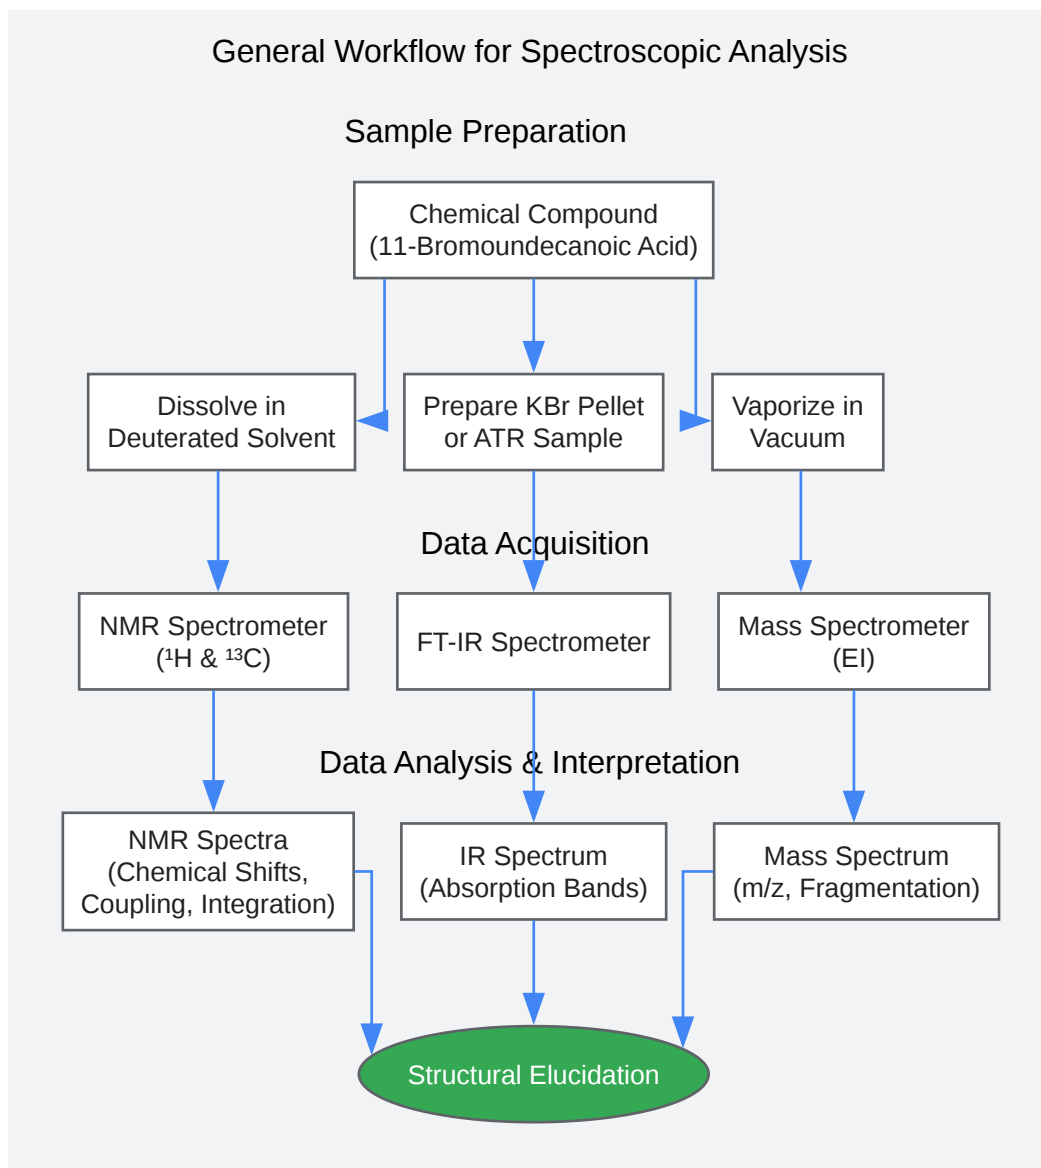 General Workflow for Spectroscopic Analysis
Sample Preparation
Chemical Compound
(11-Bromoundecanoic Acid)
Dissolve in
Deuterated Solvent
Prepare KBr Pellet
or ATR Sample
Vaporize in
Vacuum
Data Acquisition
NMR Spectrometer
(¹H & ¹³C)
FT-IR Spectrometer
Mass Spectrometer
(EI)
Data Analysis & Interpretation
NMR Spectra
(Chemical Shifts,
Coupling, Integration)
IR Spectrum
(Absorption Bands)
Mass Spectrum
(m/z, Fragmentation)
Structural Elucidation